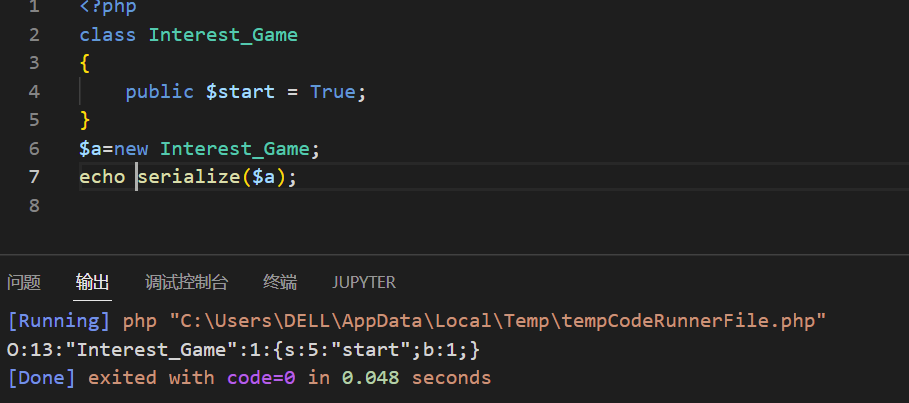 1 <?php
2 class Interest_Game
3 {
4 public $start = True;
5 }
6 $a=new Interest_Game;
7 echo serialize($a);
8
问题 输出 调试控制台 终端 JUPYTER
[Running] php "C:\Users\DELL\AppData\Local\Temp\tempCodeRunnerFile.php"
O:13:"Interest_Game":1:{s:5:"start";b:1;}
[Done] exited with code=0 in 0.048 seconds